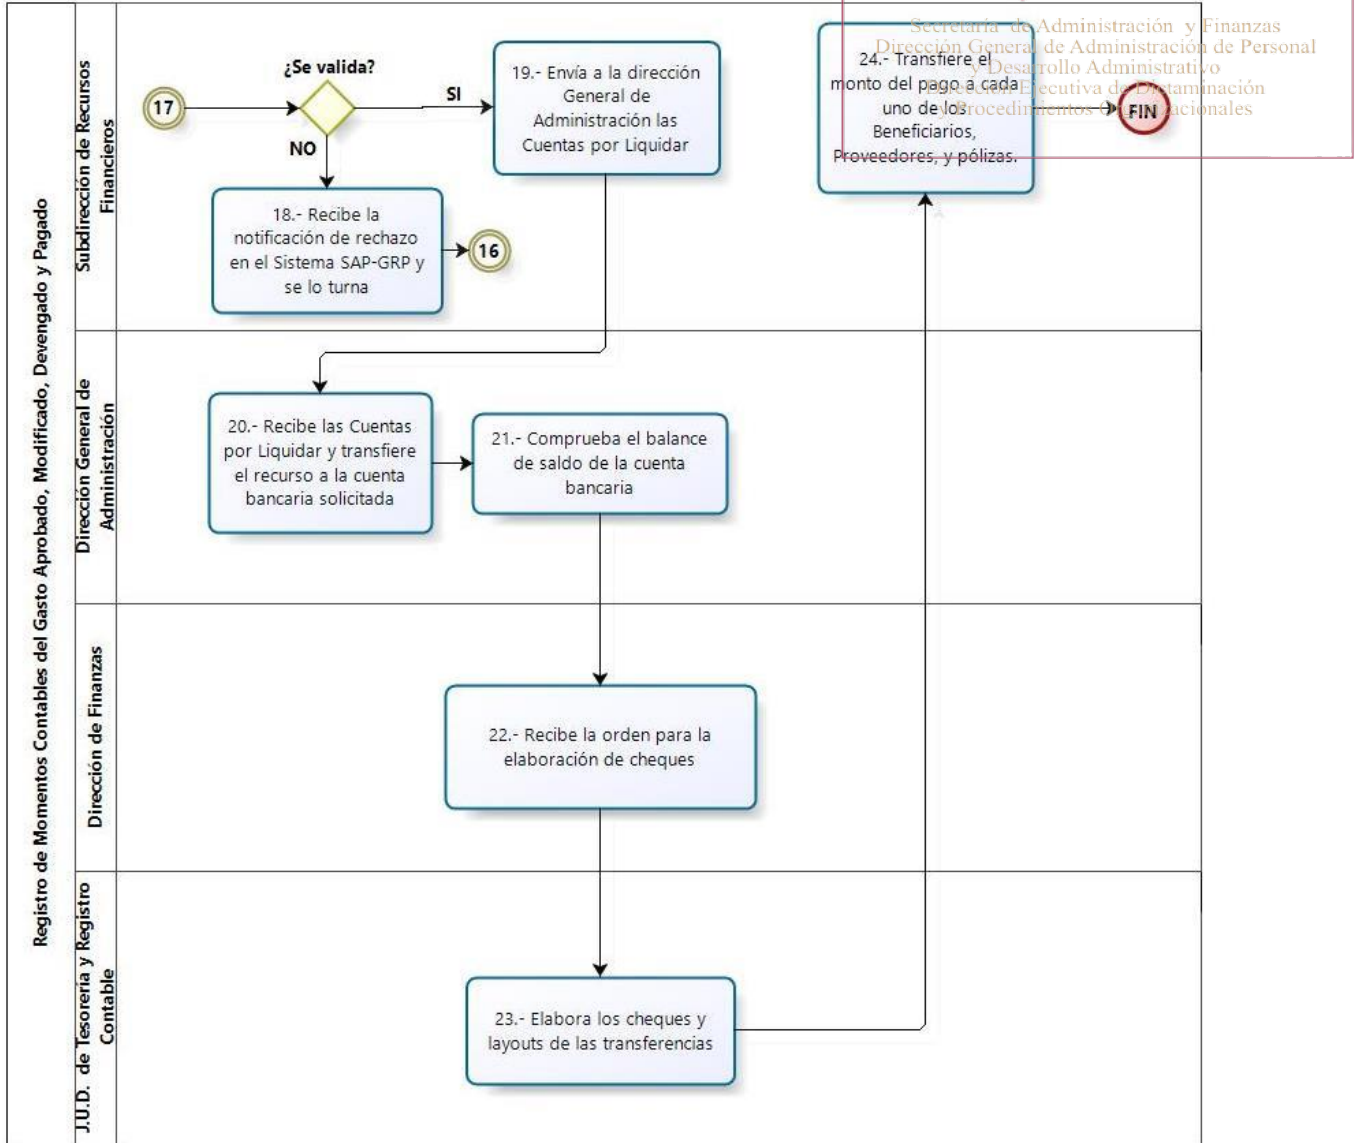 Secretaría de Administración y Finanzas
Dirección General de Administración de Personal
y Desarrollo Administrativo
Dirección Ejecutiva de Dictaminación
y Procedimientos Organizacionales
Registro de Momentos Contables del Gasto Aprobado, Modificado, Devengado y Pagado
Subdirección de Recursos
Financieros
17
¿Se valida?
SI
NO
18.- Recibe la
notificación de rechazo
en el Sistema SAP-GRP y
se lo turna
16
19.- Envía a la dirección
General de
Administración las
Cuentas por Liquidar
24.- Transfiere el
monto del pago a cada
uno de los
Beneficiarios,
Proveedores, y pólizas.
FIN
Dirección General de
Administración
20.- Recibe las Cuentas
por Liquidar y transfiere
el recurso a la cuenta
bancaria solicitada
21.- Comprueba el balance
de saldo de la cuenta
bancaria
Dirección de Finanzas
22.- Recibe la orden para la
elaboración de cheques
J.U.D. de Tesorería y Registro
Contable
23.- Elabora los cheques y
layouts de las transferencias